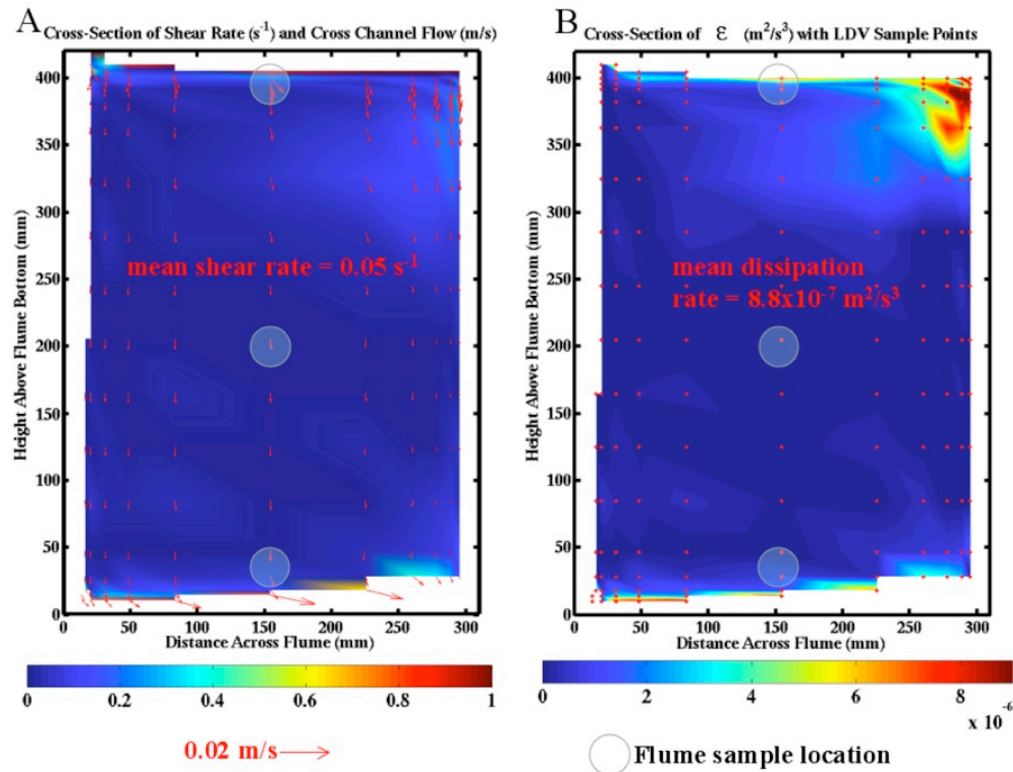 A
Cross-Section of Shear Rate (s-1) and Cross Channel Flow (m/s)
400
350
300
250
200
150
100
50
0
Height Above Flume Bottom (mm)
mean shear rate = 0.05 s-1
0 50 100 150 200 250 300
Distance Across Flume (mm)
0 0.2 0.4 0.6 0.8 1
0.02 m/s
B
Cross-Section of ε (m2/s3) with LDV Sample Points
400
350
300
250
200
150
100
50
0
Height Above Flume Bottom (mm)
mean dissipation
rate = 8.8x10-7 m2/s3
0 50 100 150 200 250 300
Distance Across Flume (mm)
0 2 4 6 8
x 10-6
Flume sample location